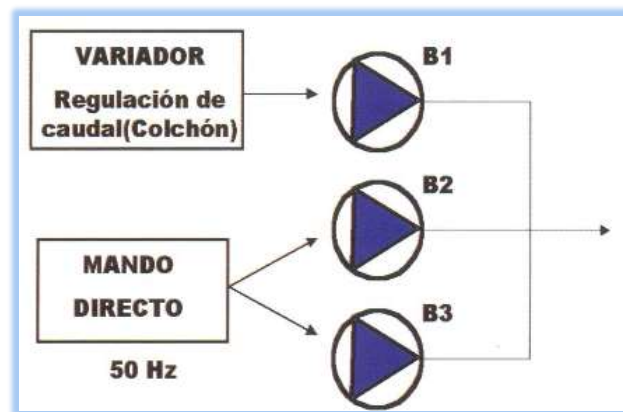 VARIADOR
Regulación de
caudal(Colchón)
B1
B2
MANDO
DIRECTO
B3
50 Hz